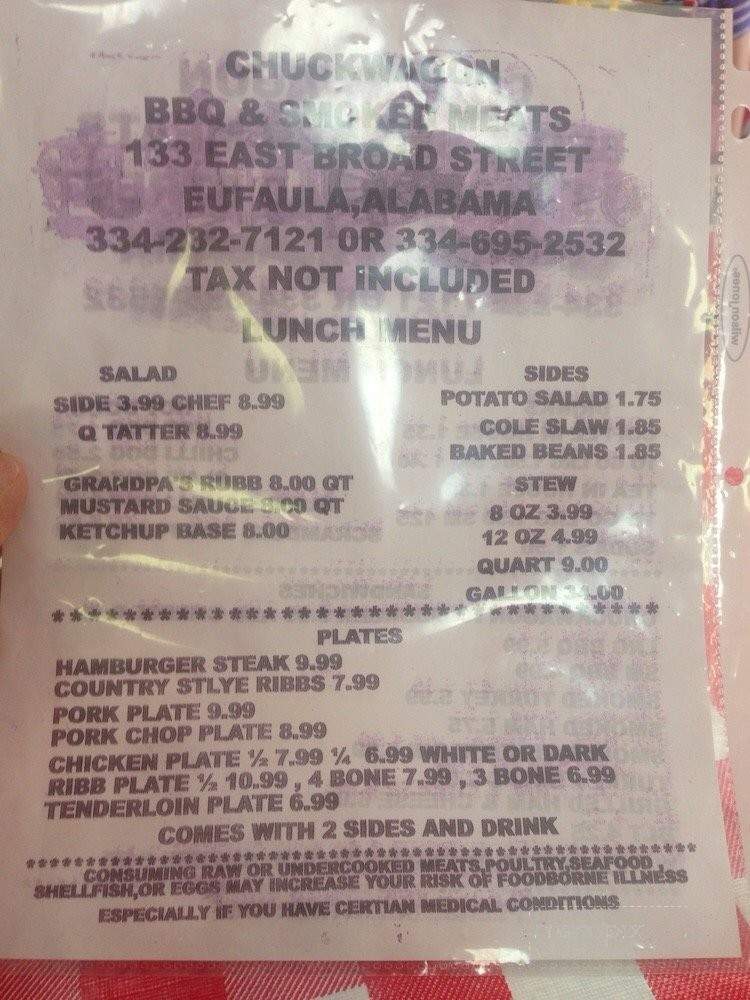 CHUCKWAGON
BBQ & SMOKED MEATS
133 EAST BROAD STREET
EUFAULA,ALABAMA
334-232-7121 OR 334-695-2532
TAX NOT INCLUDED
LUNCH MENU
SALAD
SIDE 3.99 CHEF 8.99
Q TATTER 8.99
GRANDPA'S RUBB 8.00 QT
MUSTARD SAUCE 8.00 QT
KETCHUP BASE 8.00
SIDES
POTATO SALAD 1.75
COLE SLAW 1.85
BAKED BEANS 1.85
STEW
8 OZ 3.99
12 OZ 4.99
QUART 9.00
GALLON 34.00
PLATES
HAMBURGER STEAK 9.99
COUNTRY STLYE RIBBS 7.99
PORK PLATE 9.99
PORK CHOP PLATE 8.99
CHICKEN PLATE ½ 7.99 ¼ 6.99 WHITE OR DARK
RIBB PLATE ½ 10.99 , 4 BONE 7.99 , 3 BONE 6.99
TENDERLOIN PLATE 6.99
COMES WITH 2 SIDES AND DRINK
CONSUMING RAW OR UNDERCOOKED MEATS,POULTRY,SEAFOOD ,
SHELLFISH,OR EGGS MAY INCREASE YOUR RISK OF FOODBORNE ILLNESS
ESPECIALLY IF YOU HAVE CERTIAN MEDICAL CONDITIONS
wilson jones